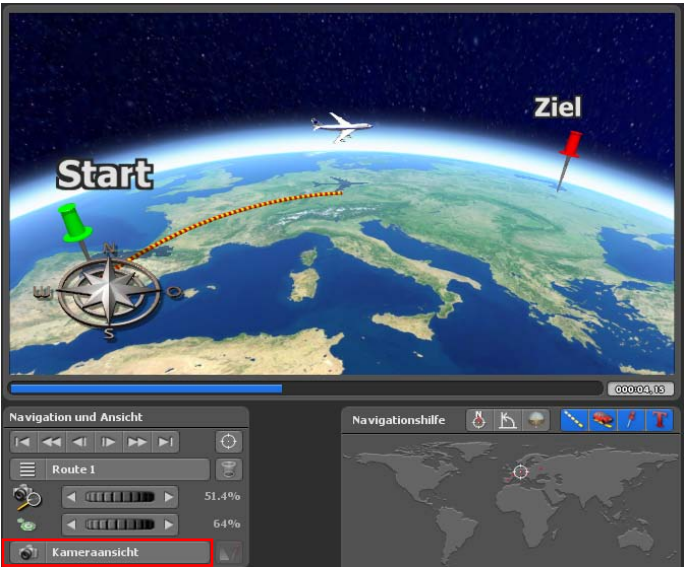 Ziel
Start
N
W
O
S
000:04,15
Navigation und Ansicht
Navigationshilfe
Route 1
51.4%
64%
Kameraansicht